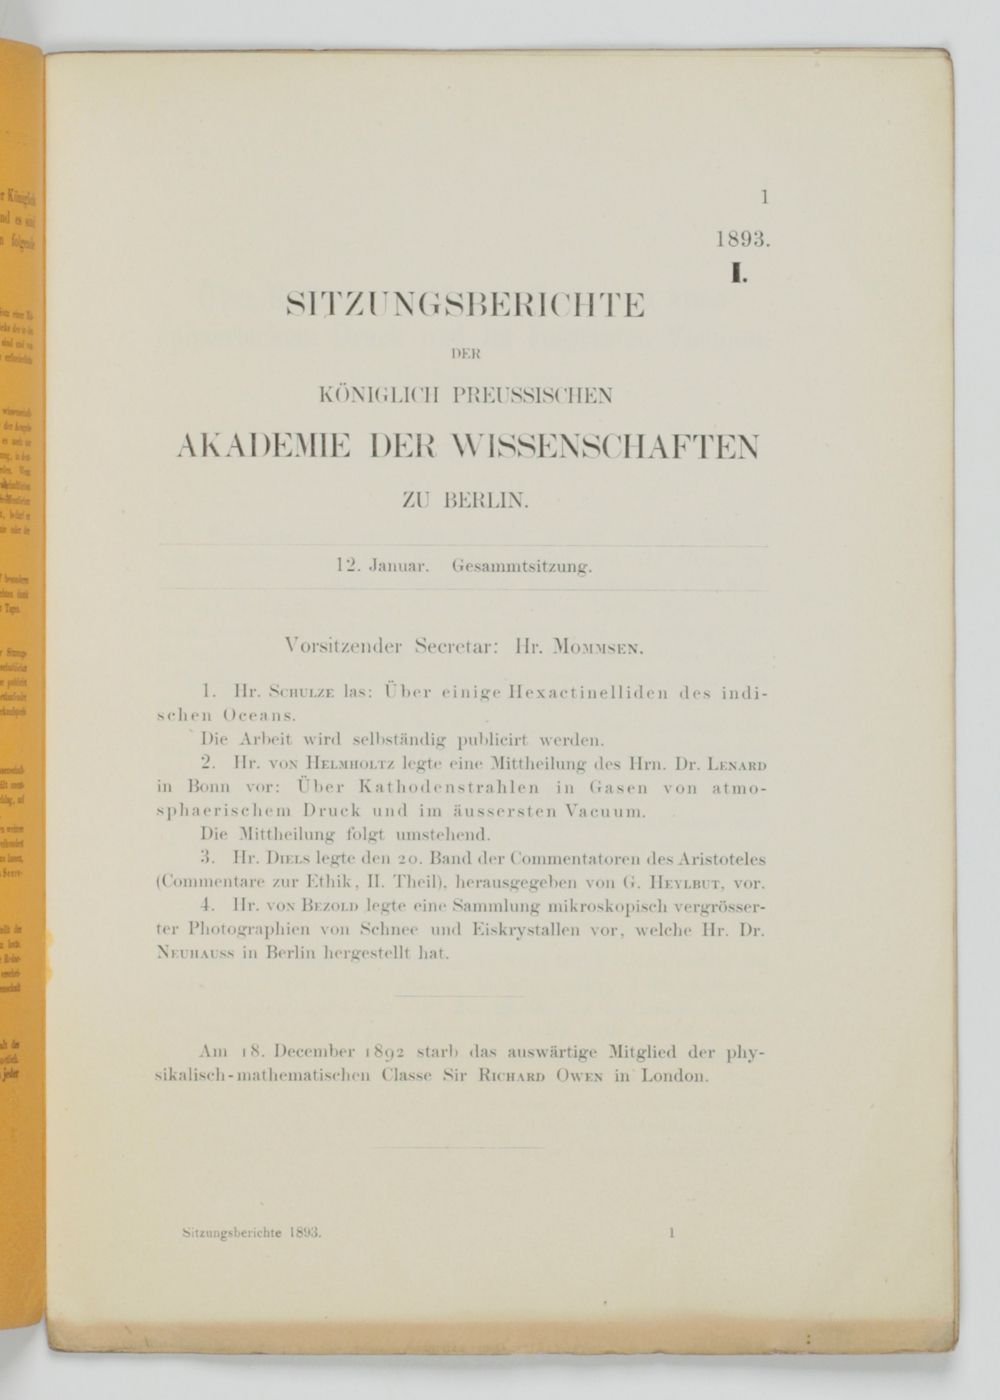 1
1893.
I.
SITZUNGSBERICHTE
DER
KÖNIGLICH PREUSSISCHEN
AKADEMIE DER WISSENSCHAFTEN
ZU BERLIN.
12. Januar. Gesammtsitzung.
Vorsitzender Secretar: Hr. MOMMSEN.
1. Hr. SCHULZE las: Über einige Hexactinelliden des indi-
schen Oceans.
Die Arbeit wird selbständig publicirt werden.
2. Hr. VON HELMHOLTZ legte eine Mittheilung des Hrn. Dr. LENARD
in Bonn vor: Über Kathodenstrahlen in Gasen von atmo-
sphaerischem Druck und im äussersten Vacuum.
Die Mittheilung folgt umstehend.
3. Hr. DIELS legte den 20. Band der Commentatoren des Aristoteles
(Commentare zur Ethik, II. Theil), herausgegeben von G. HEYLBUT, vor.
4. Hr. VON BEZOLD legte eine Sammlung mikroskopisch vergrösser-
ter Photographien von Schnee und Eiskrystallen vor, welche Hr. Dr.
NEUHAUSS in Berlin hergestellt hat.
Am 18. December 1892 starb das auswärtige Mitglied der phy-
sikalisch-mathematischen Classe Sir RICHARD OWEN in London.
Sitzungsberichte 1893. 1